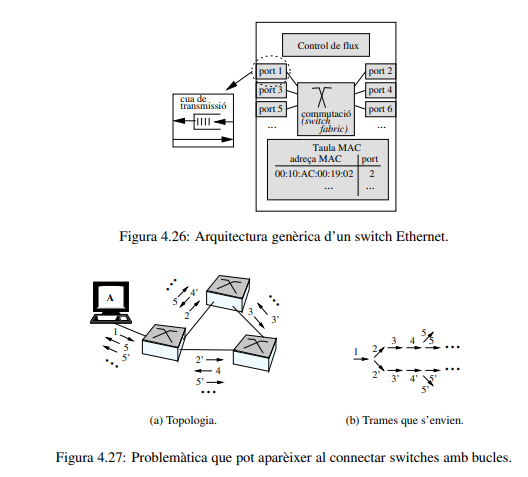 Control de flux
port 1
port 2
port 3
port 4
port 5
port 6
...
...
commutació
(switch
fabric)
cua de
transmissió
Taula MAC
adreça MAC port
00:10:AC:00:19:02 2
... ...
Figura 4.26: Arquitectura genèrica d'un switch Ethernet.
A
1
5
5'
...
...
5
4'
2
3
3'
...
2'
4
5'
...
1
2
3
4
5
5
...
2'
3'
4'
5'
5'
...
(a) Topologia.
(b) Trames que s'envien.
Figura 4.27: Problemàtica que pot aparèixer al connectar switches amb bucles.